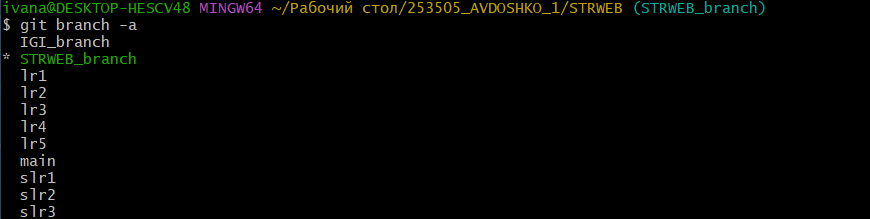 ivana@DESKTOP-HESCV48 MINGW64 ~/Рабочий стол/253505_AVDOSHKO_1/STRWEB (STRWEB_branch)
$ git branch -a
  IGI_branch
* STRWEB_branch
  lr1
  lr2
  lr3
  lr4
  lr5
  main
  slr1
  slr2
  slr3